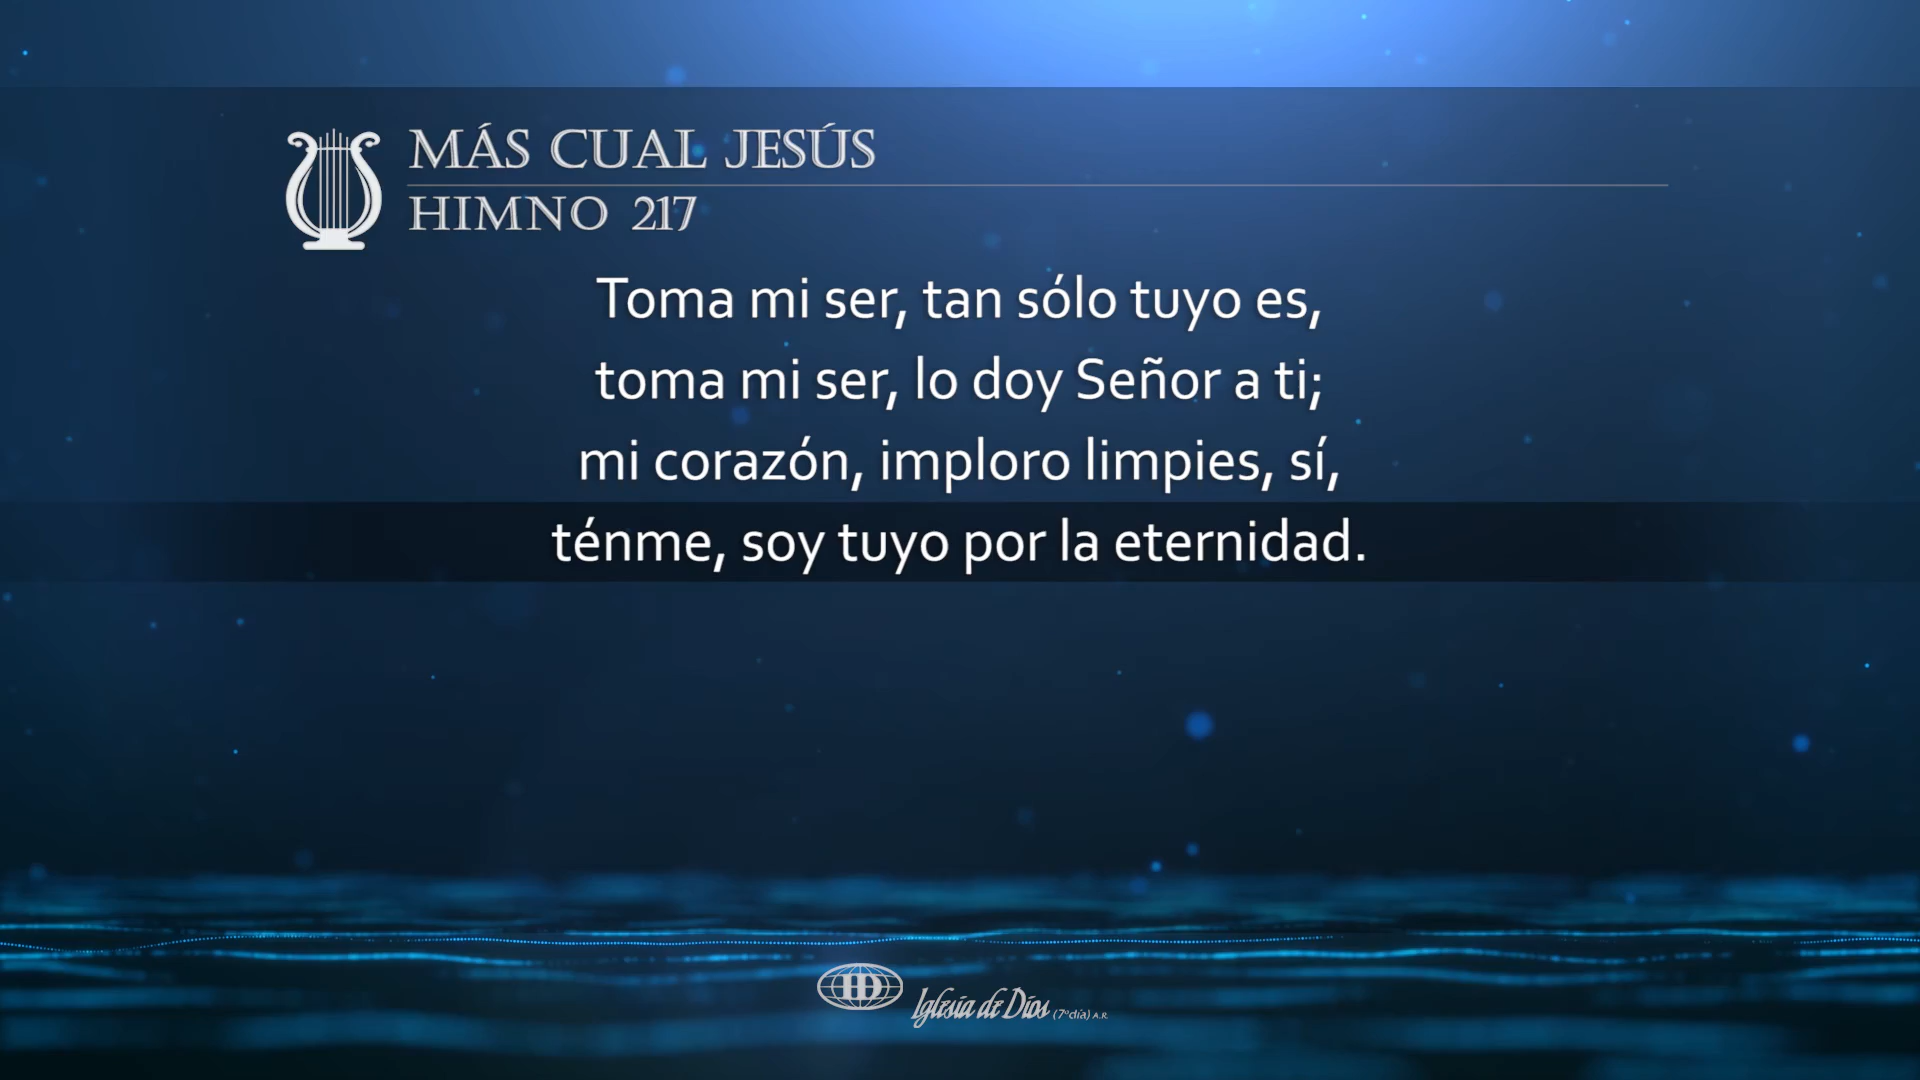 MÁS CUAL JESÚS
HIMNO 217
Toma mi ser, tan sólo tuyo es,
toma mi ser, lo doy Señor a ti;
mi corazón, imploro limpies, sí,
ténme, soy tuyo por la eternidad.
ID Iglesia de Dios (7º día) A.R.